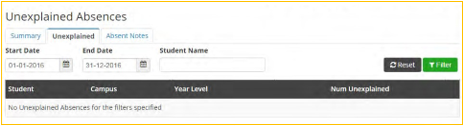 Unexplained Absences
Summary Unexplained Absent Notes
Start Date End Date Student Name
01-01-2016 31-12-2016 Reset Filter
Student Campus Year Level Num Unexplained
No Unexplained Absences for the filters specified